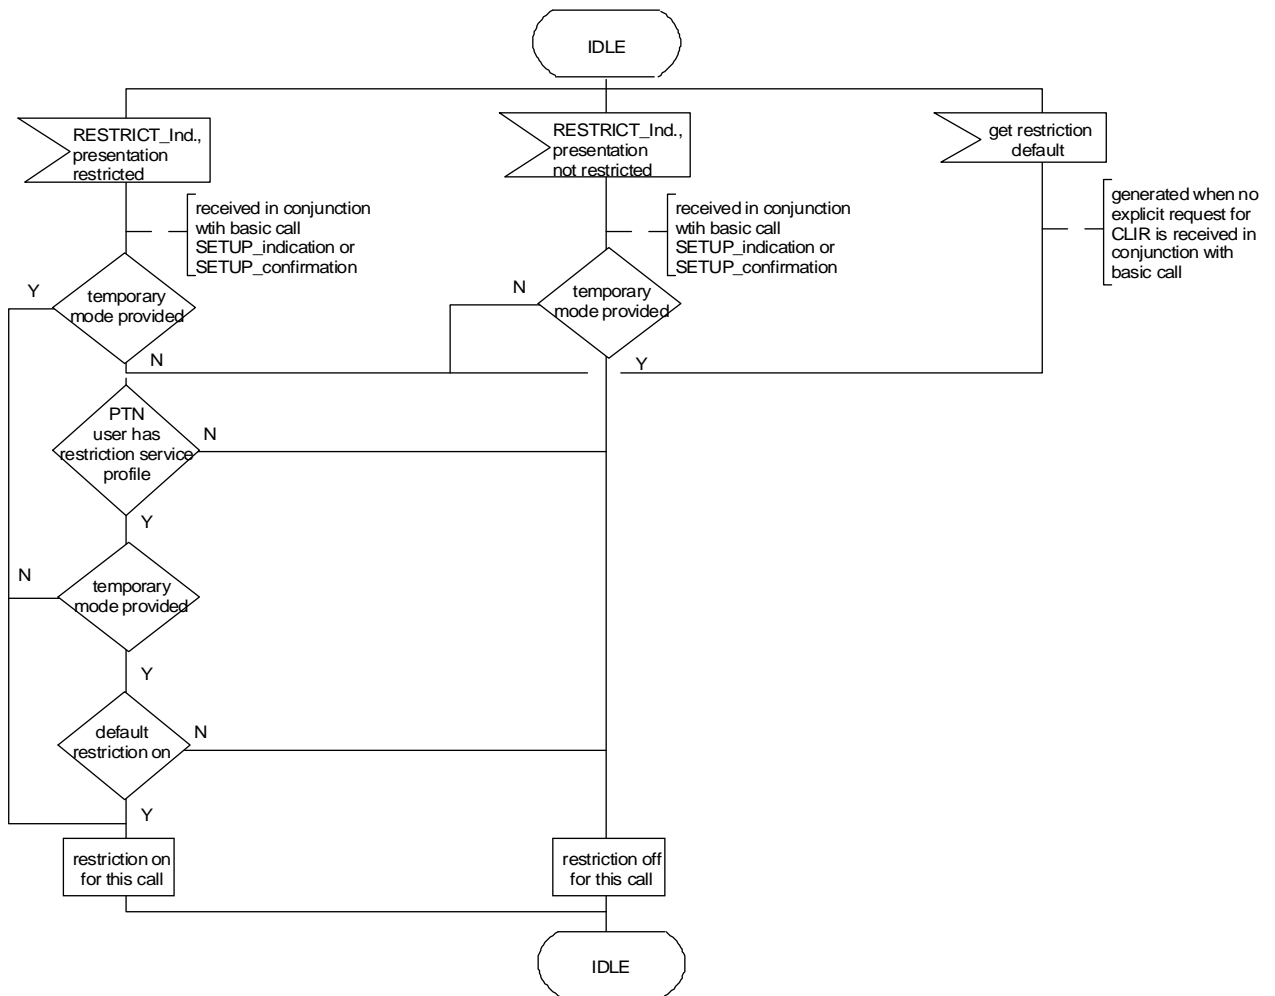 IDLE
RESTRICT_Ind.,
presentation
restricted
RESTRICT_Ind.,
presentation
not restricted
get restriction
default
received in conjunction
wtih basic call
SETUP_indication or
SETUP_confirmation
received in conjunction
wtih basic call
SETUP_indication or
SETUP_confirmation
generated when no
explicit request for
CLIR is received in
conjunction with
basic call
Y
temporary
mode provided
N
N
temporary
mode provided
Y
PTN
user has
restriction service
profile
N
Y
N
temporary
mode provided
Y
default
restriction on
N
Y
restriction on
for this call
restriction off
for this call
IDLE